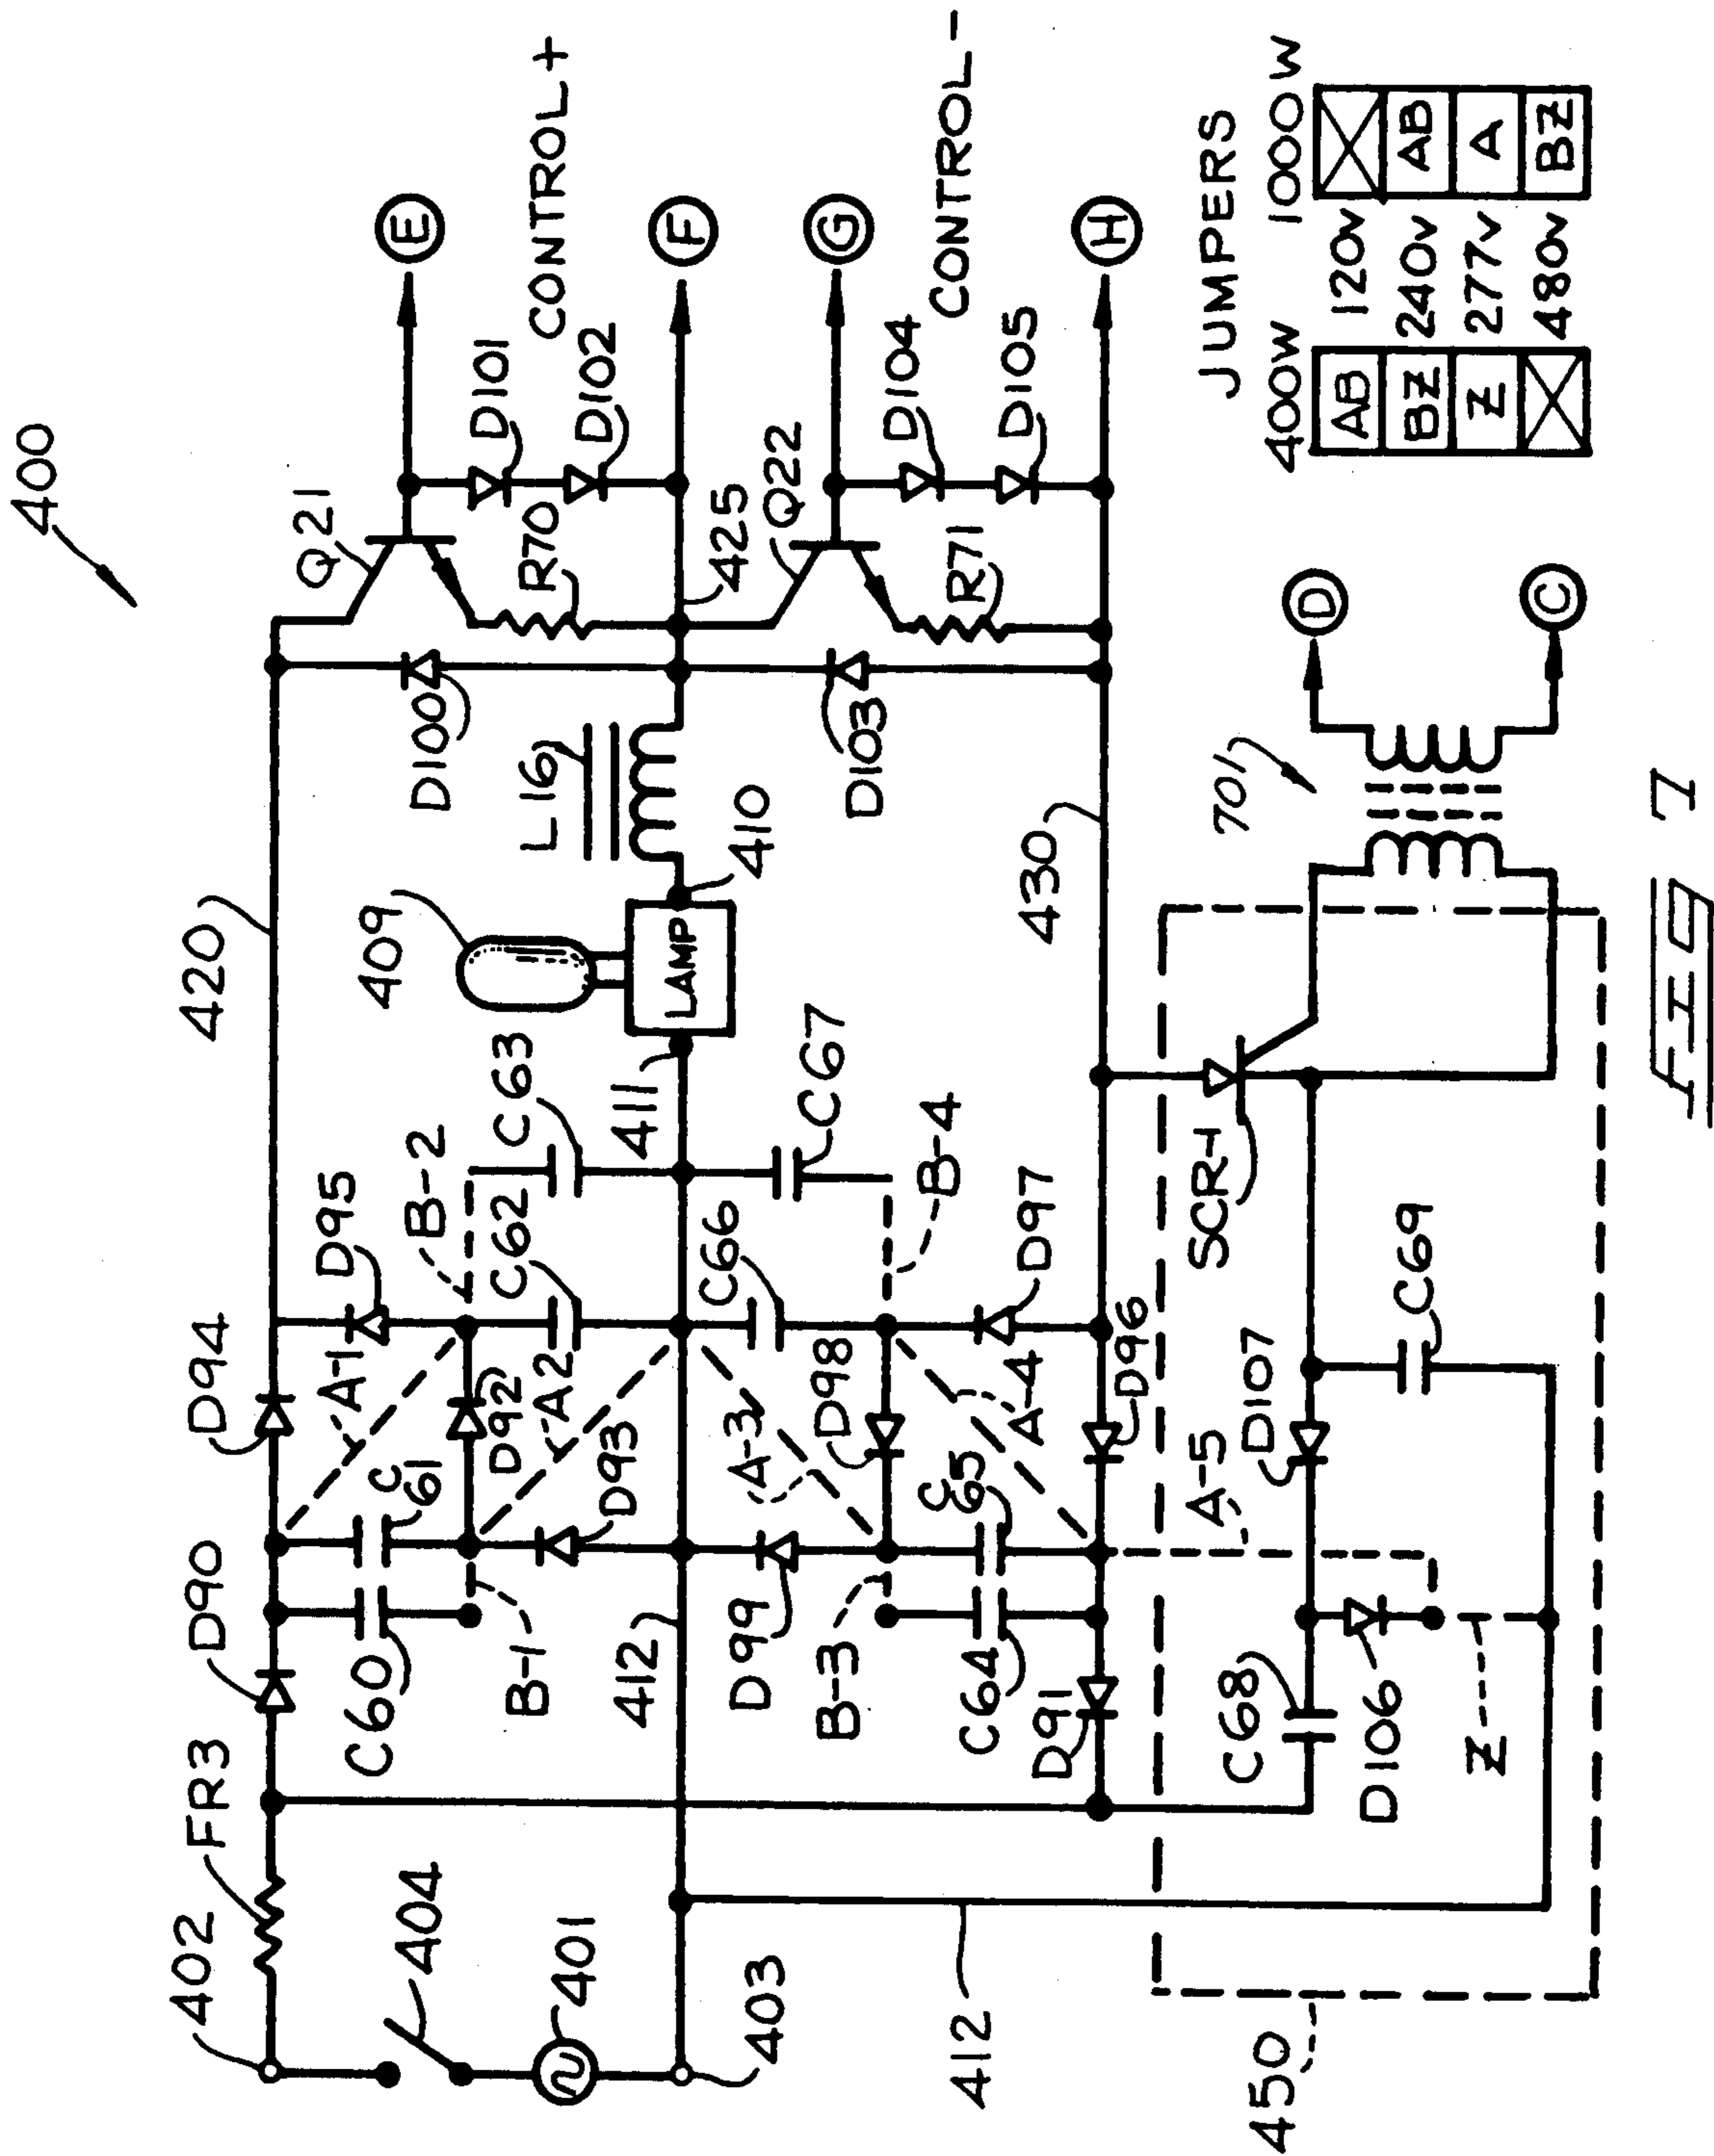 400
420
402
FR3
D90
D94
D95
409
L16
D100
Q21
E
D101
CONTROL+
D102
R70
F
425
404
401
403
C60
C61
A-1
B-2
C63
D92
C62
A2
B-1
D93
412
411
LAMP
410
C66
C67
A-3
D98
B-4
D99
B-3
C65
A-4
D97
C64
D91
D96
430
D103
Q22
G
D104
CONTROL-
D105
R71
H
412
450
C68
D106
Z
A-5
D107
C69
SCR-1
701
D
C
JUMPERS
400W 1000W
AB 120V
BZ 240V AB
Z 277V A
480V BZ
FIG 7